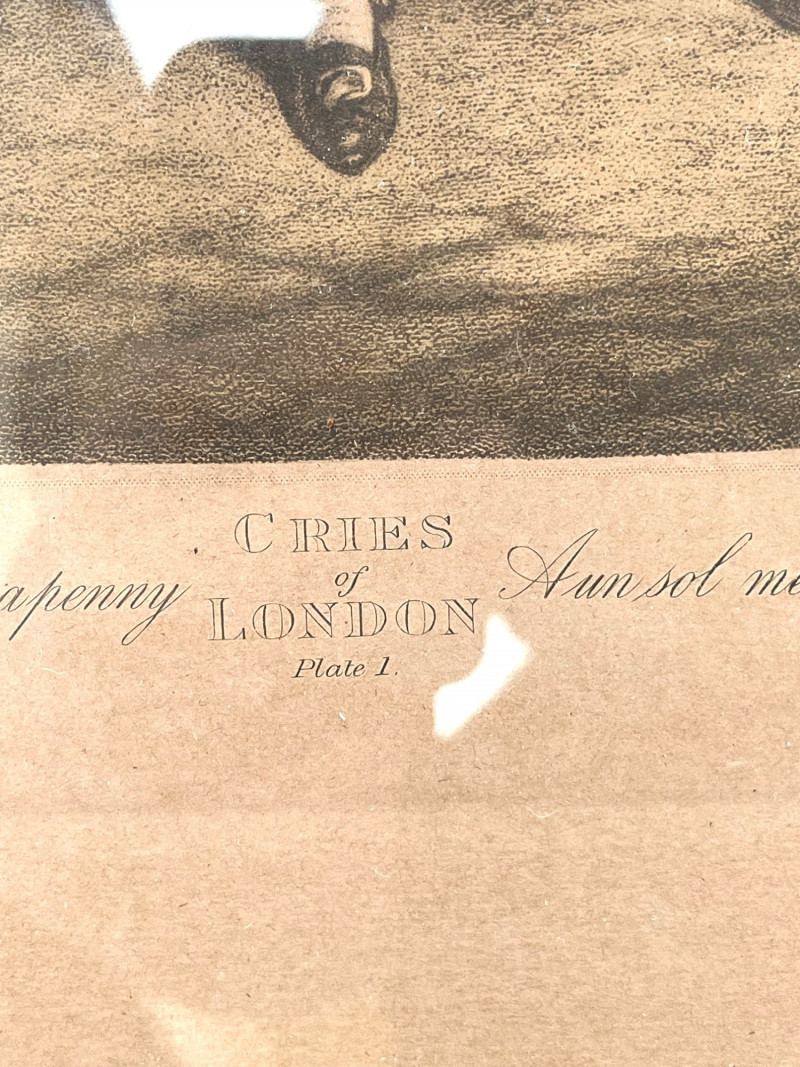 CRIES
of
apenny LONDON Aun sol me
Plate 1.